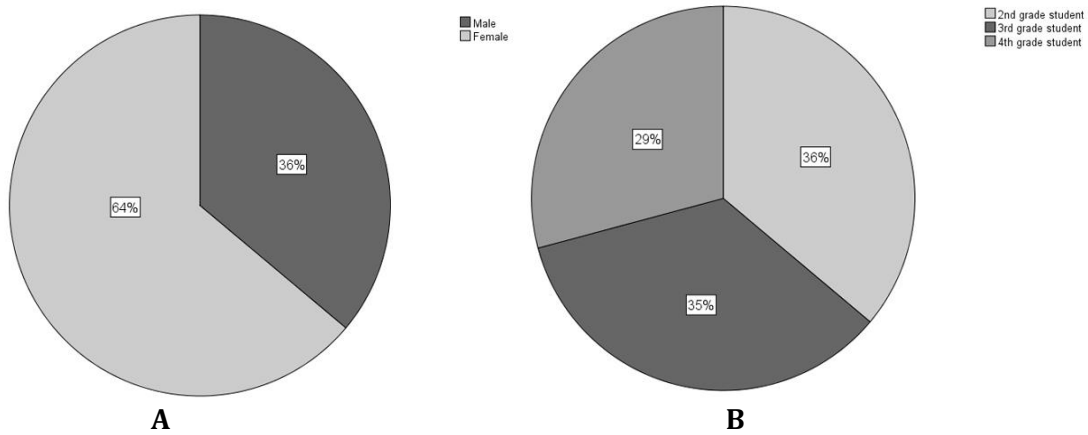 Male
Female
36%
64%
A
2nd grade student
3rd grade student
4th grade student
29%
36%
35%
B